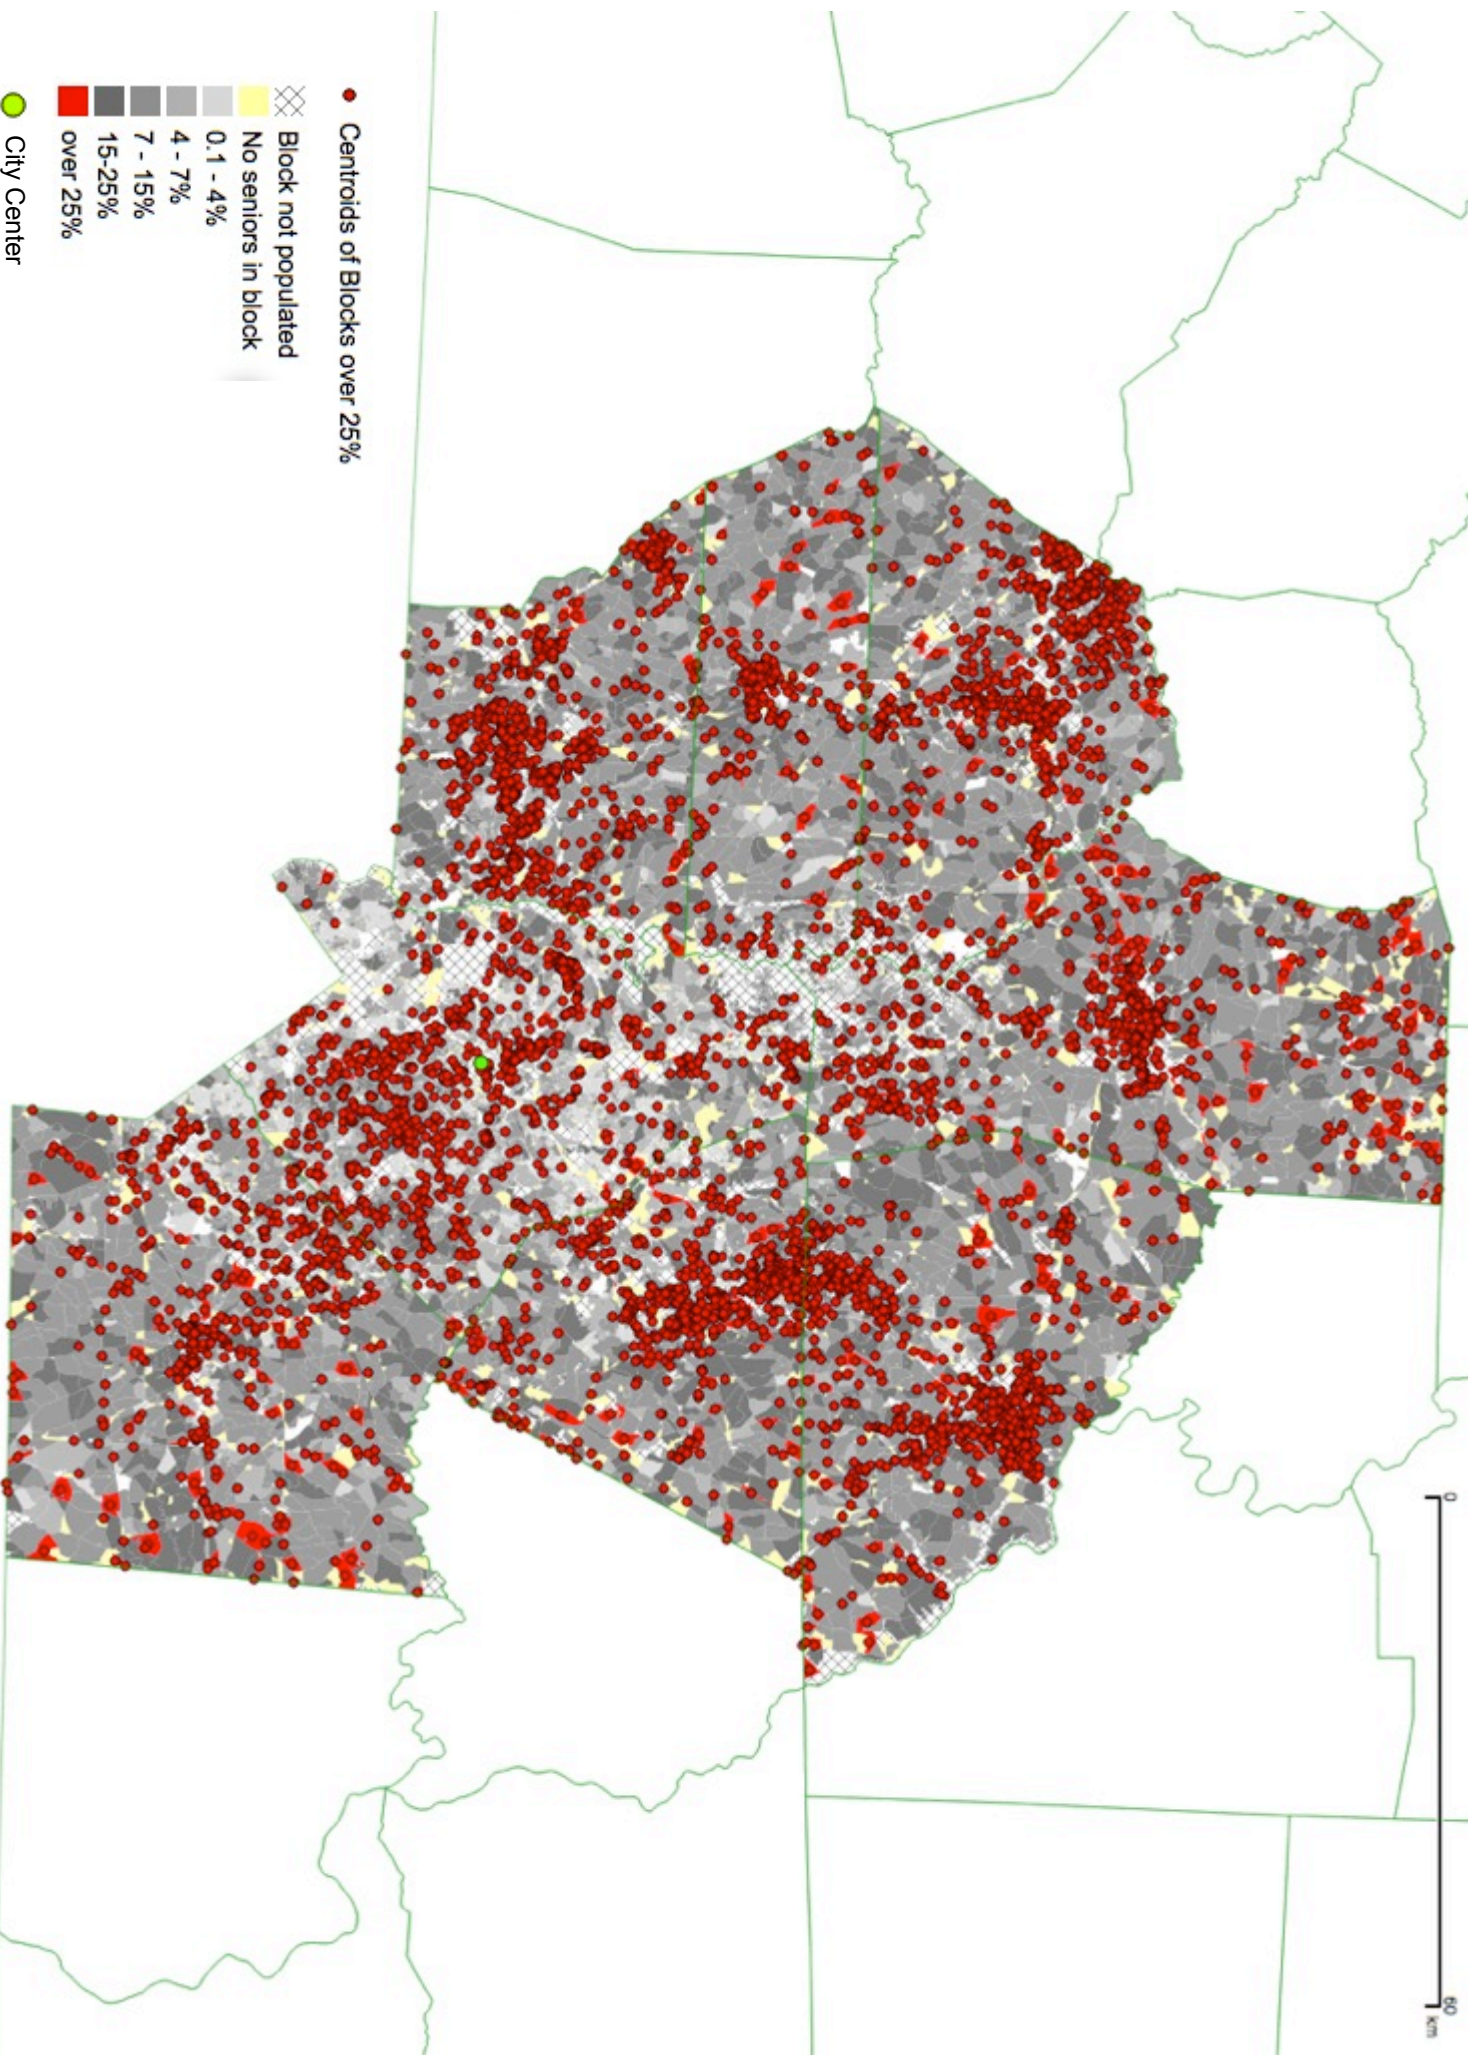 Centroids of Blocks over 25%
Block not populated
No seniors in block
0.1 - 4%
4 - 7%
7 - 15%
15-25%
over 25%
City Center
0
60
km